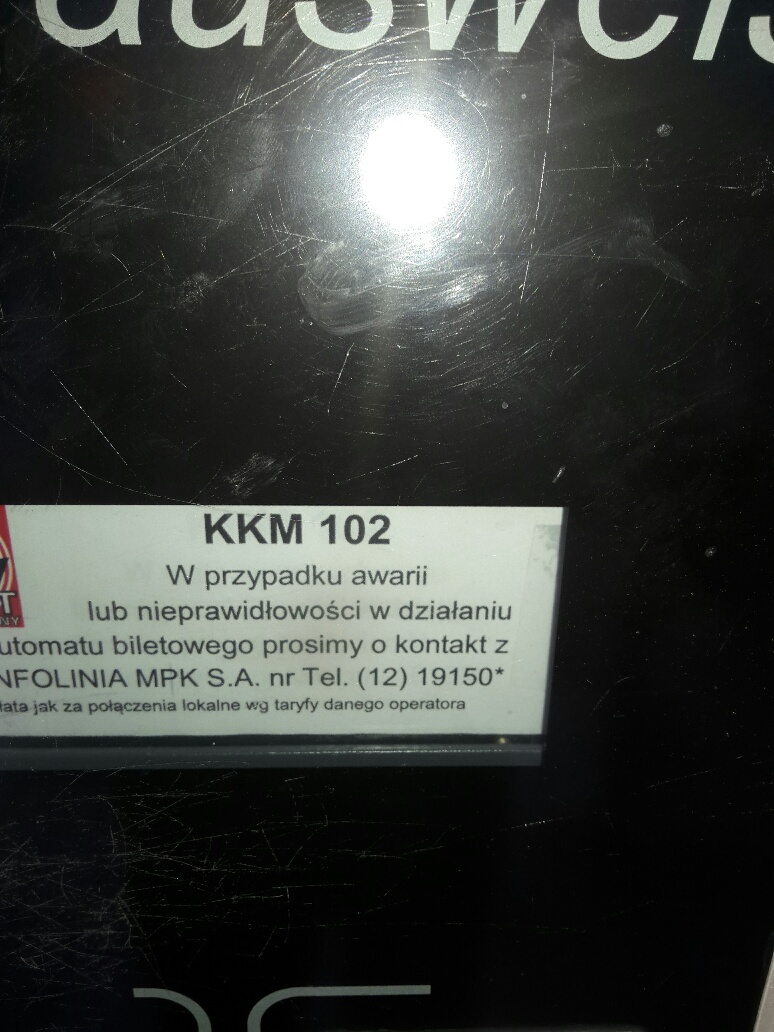 KKM 102
W przypadku awarii
lub nieprawidłowości w działaniu
utomatu biletowego prosimy o kontakt z
NFOLINIA MPK S.A. nr Tel. (12) 19150*
łata jak za połączenia lokalne wg taryfy danego operatora